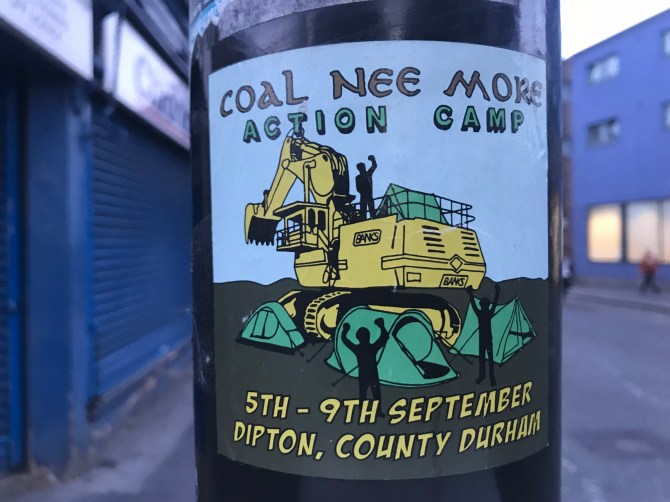 COAL NEE MORE
ACTION CAMP
BANKS
BANKS
5TH - 9TH SEPTEMBER
DIPTON, COUNTY DURHAM